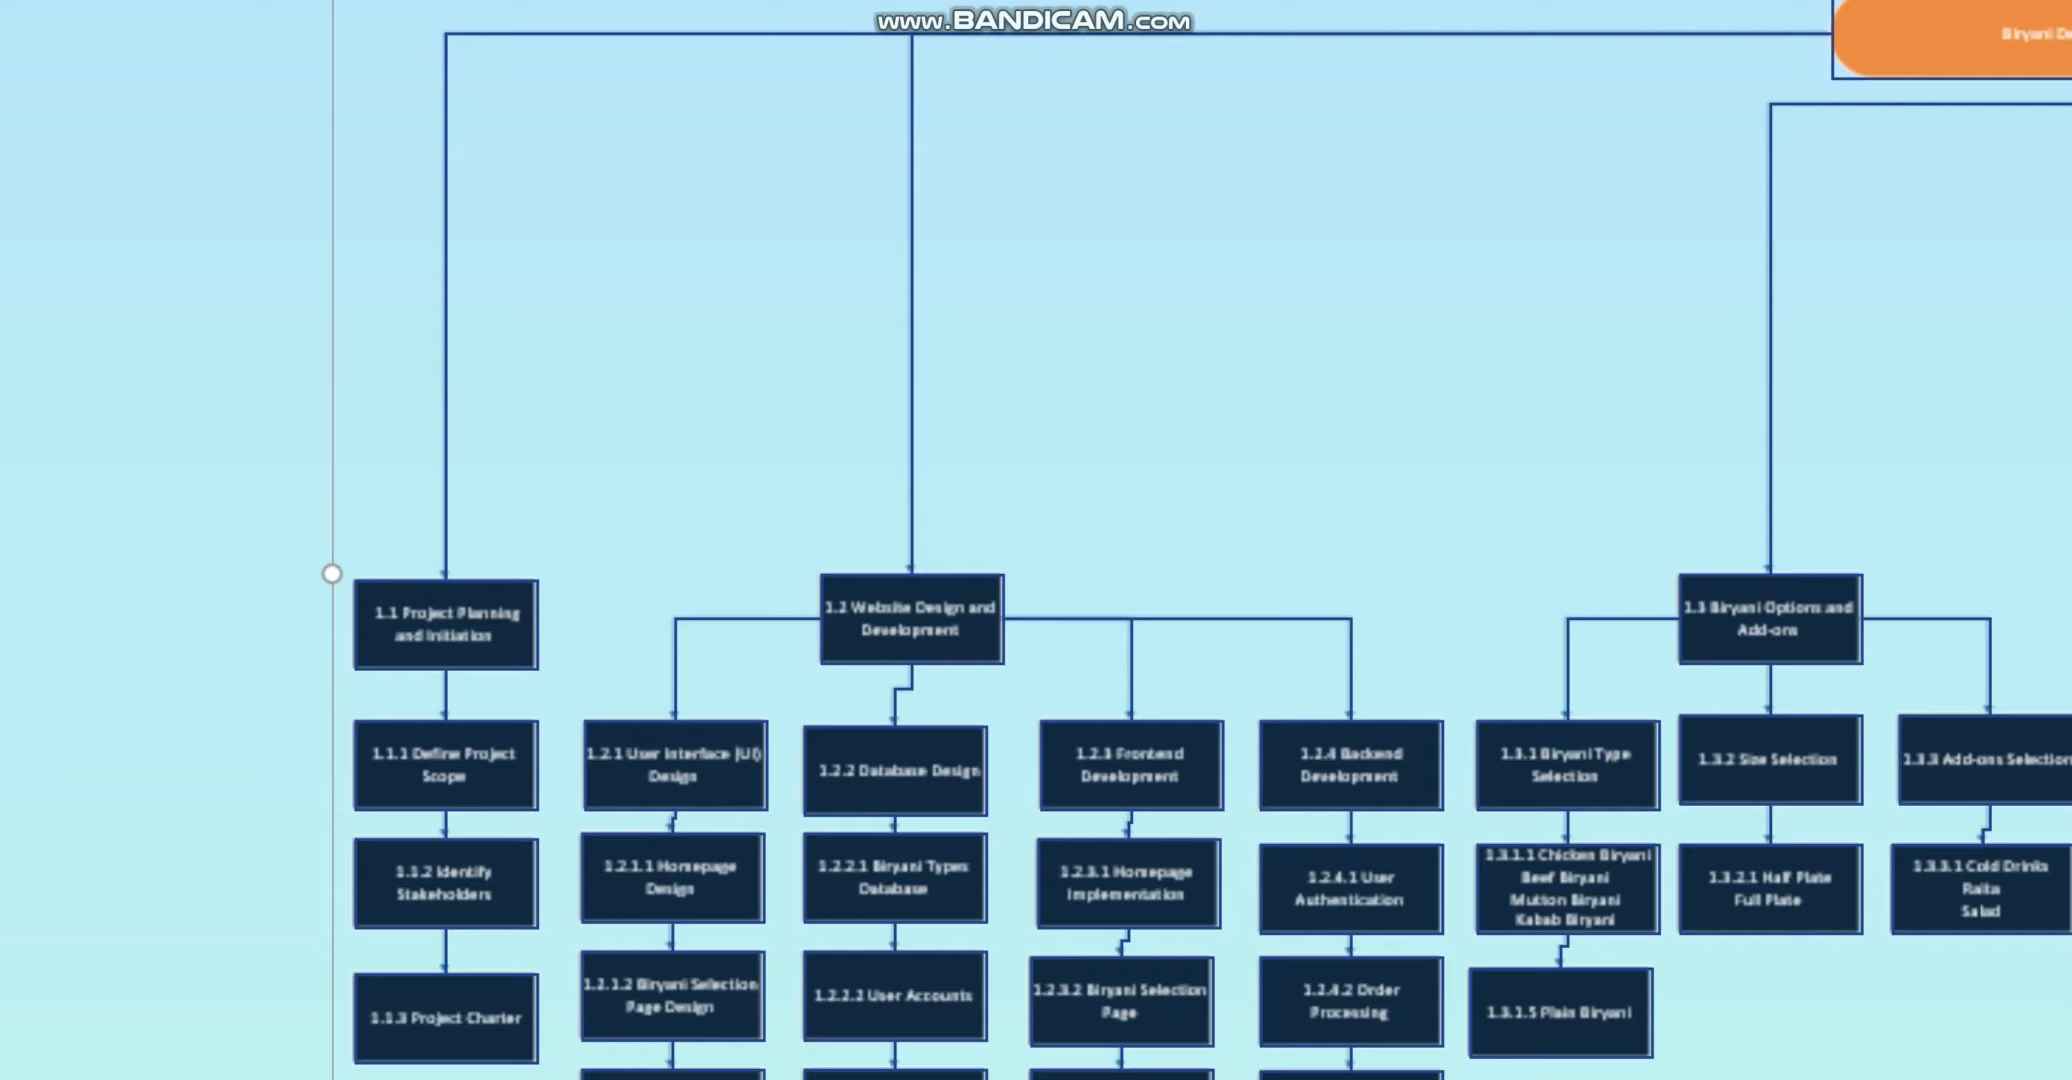 www.BANDICAM.com
Biryani De
1.1 Project Planning
and Initiation
1.2 Website Design and
Development
1.3 Biryani Options and
Add-ons
1.1.1 Define Project
Scope
1.2.1 User Interface (UI)
Design
1.2.2 Database Design
1.2.3 Frontend
Development
1.2.4 Backend
Development
1.3.1 Biryani Type
Selection
1.3.2 Size Selection
1.3.3 Add-ons Selection
1.1.2 Identify
Stakeholders
1.2.1.1 Homepage
Design
1.2.2.1 Biryani Types
Database
1.2.3.1 Homepage
Implementation
1.2.4.1 User
Authentication
1.3.1.1 Chicken Biryani
Beef Biryani
Mutton Biryani
Kabab Biryani
1.3.2.1 Half Plate
Full Plate
1.3.3.1 Cold Drinks
Raita
Salad
1.1.3 Project Charter
1.2.1.2 Biryani Selection
Page Design
1.2.2.2 User Accounts
1.2.3.2 Biryani Selection
Page
1.2.4.2 Order
Processing
1.3.1.5 Plain Biryani